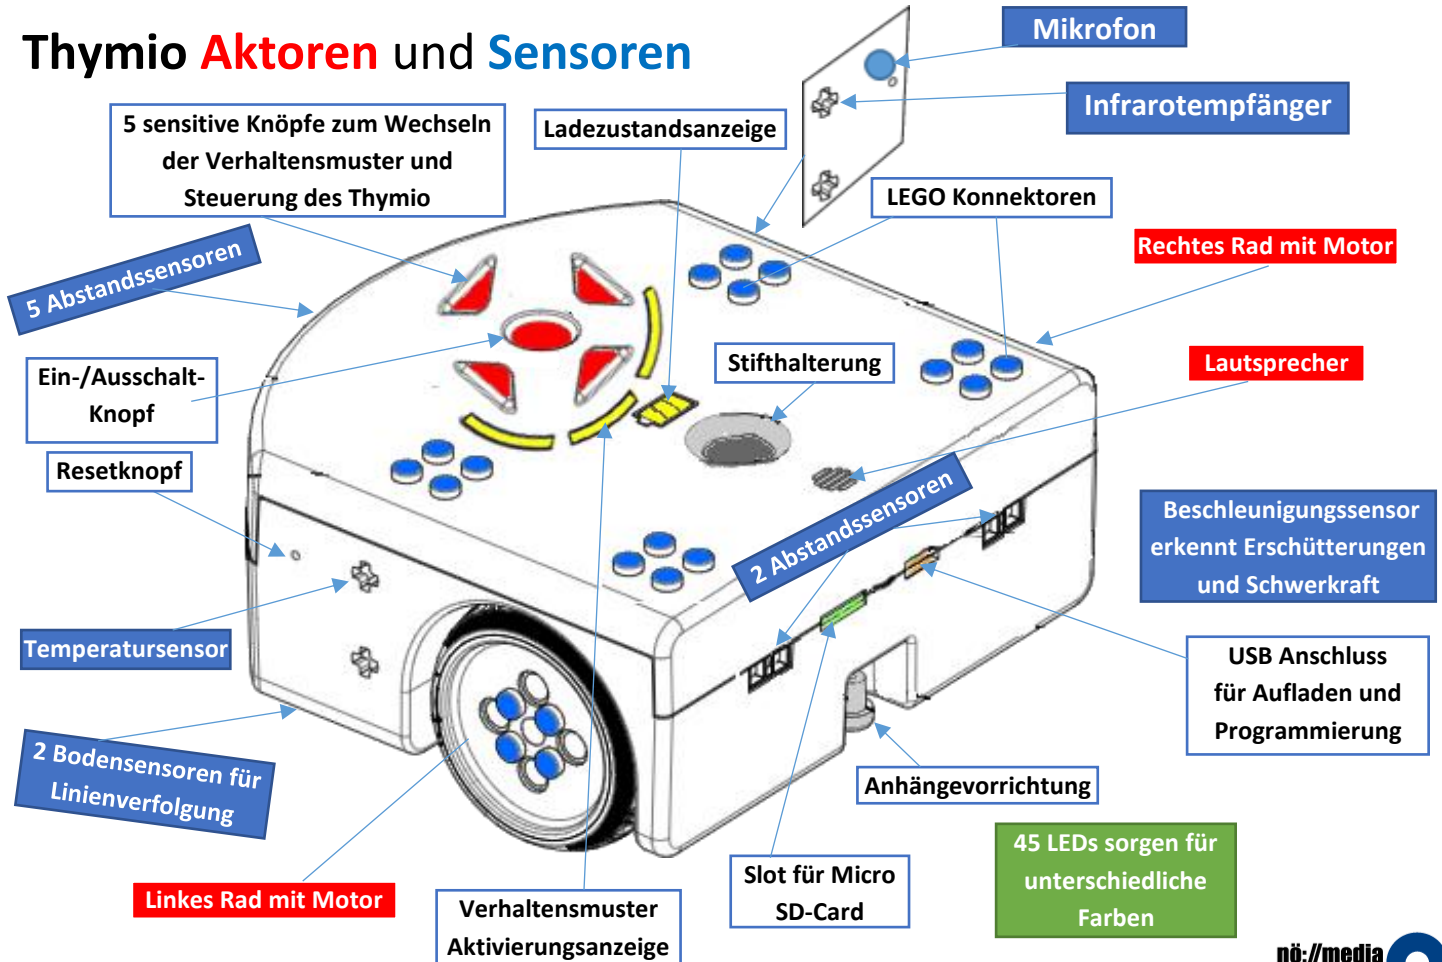 Thymio Aktoren und Sensoren
Mikrofon
Infrarotempfänger
5 sensitive Knöpfe zum Wechseln
der Verhaltensmuster und
Steuerung des Thymio
Ladezustandsanzeige
LEGO Konnektoren
Rechtes Rad mit Motor
5 Abstandssensoren
Ein-/Ausschalt-
Knopf
Stifthalterung
Lautsprecher
Resetknopf
2 Abstandssensoren
Beschleunigungssensor
erkennt Erschütterungen
und Schwerkraft
Temperatursensor
USB Anschluss
für Aufladen und
Programmierung
2 Bodensensoren für
Linienverfolgung
Anhängevorrichtung
45 LEDs sorgen für
unterschiedliche
Farben
Linkes Rad mit Motor
Verhaltensmuster
Aktivierungsanzeige
Slot für Micro
SD-Card
nö://media